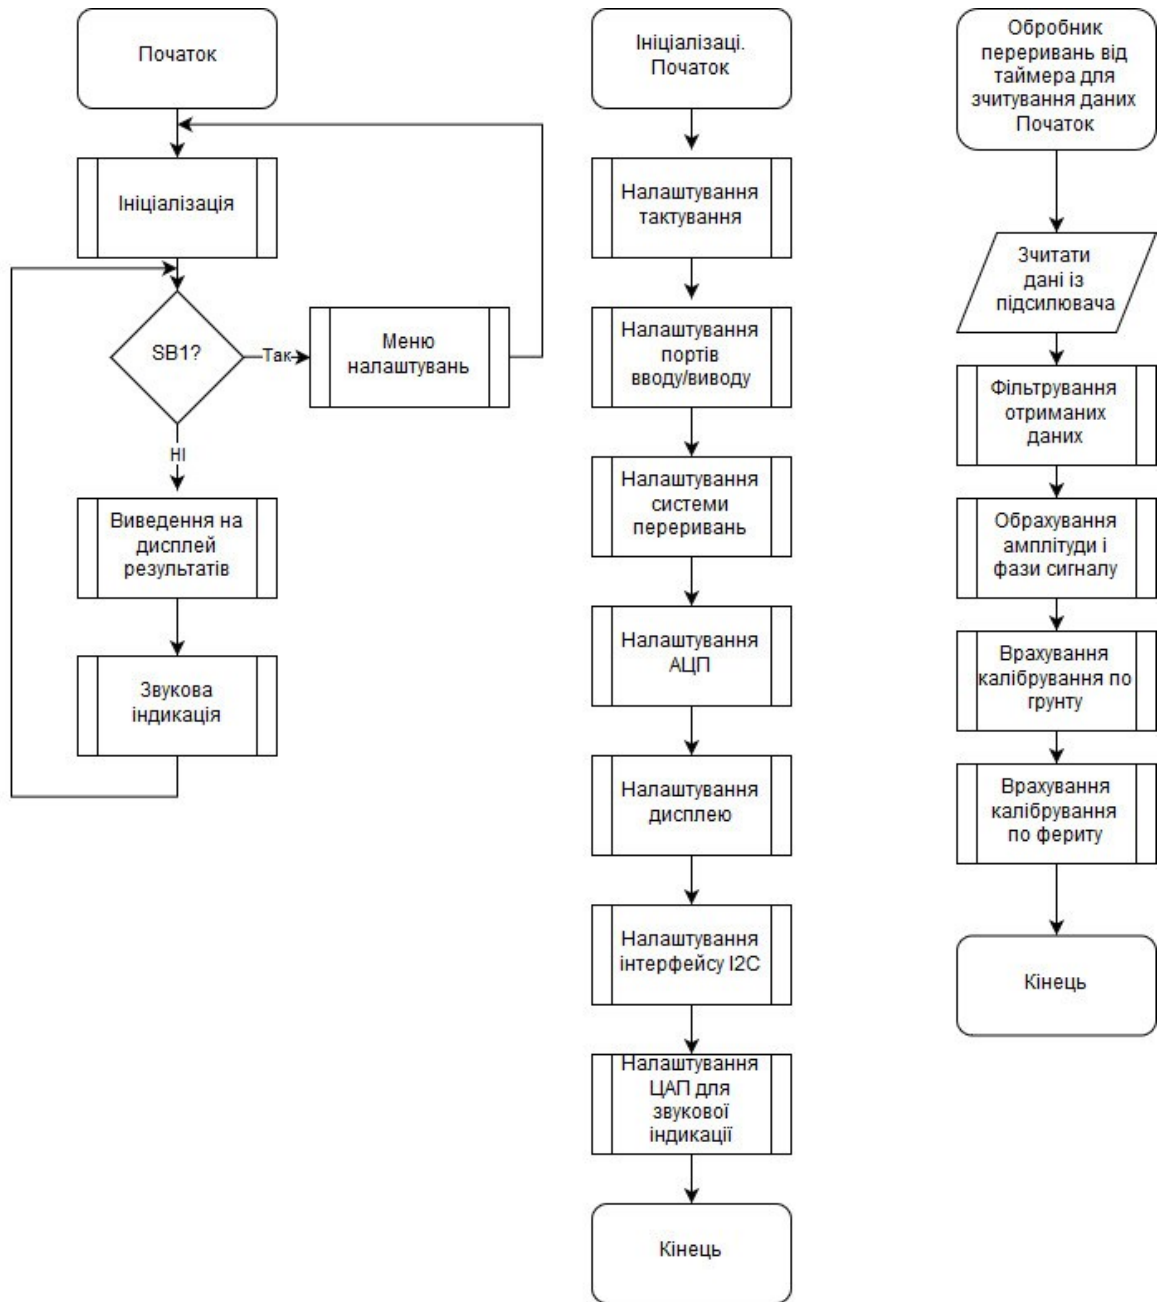 Початок
Ініціалізація
SB1?
Так
Меню
налаштувань
НІ
Виведення на
дисплей
результатів
Звукова
індикація
Ініціалізаці.
Початок
Налаштування
тактування
Налаштування
портів
вводу/виводу
Налаштування
системи
переривань
Налаштування
АЦП
Налаштування
дисплею
Налаштування
інтерфейсу I2C
Налаштування
ЦАП для
звукової
індикації
Кінець
Обробник
переривань від
таймера для
зчитування даних
Початок
Зчитати
дані із
підсилювача
Фільтрування
отриманих
даних
Обрахування
амплітуди і
фази сигналу
Врахування
калібрування по
грунту
Врахування
калібрування
по фериту
Кінець